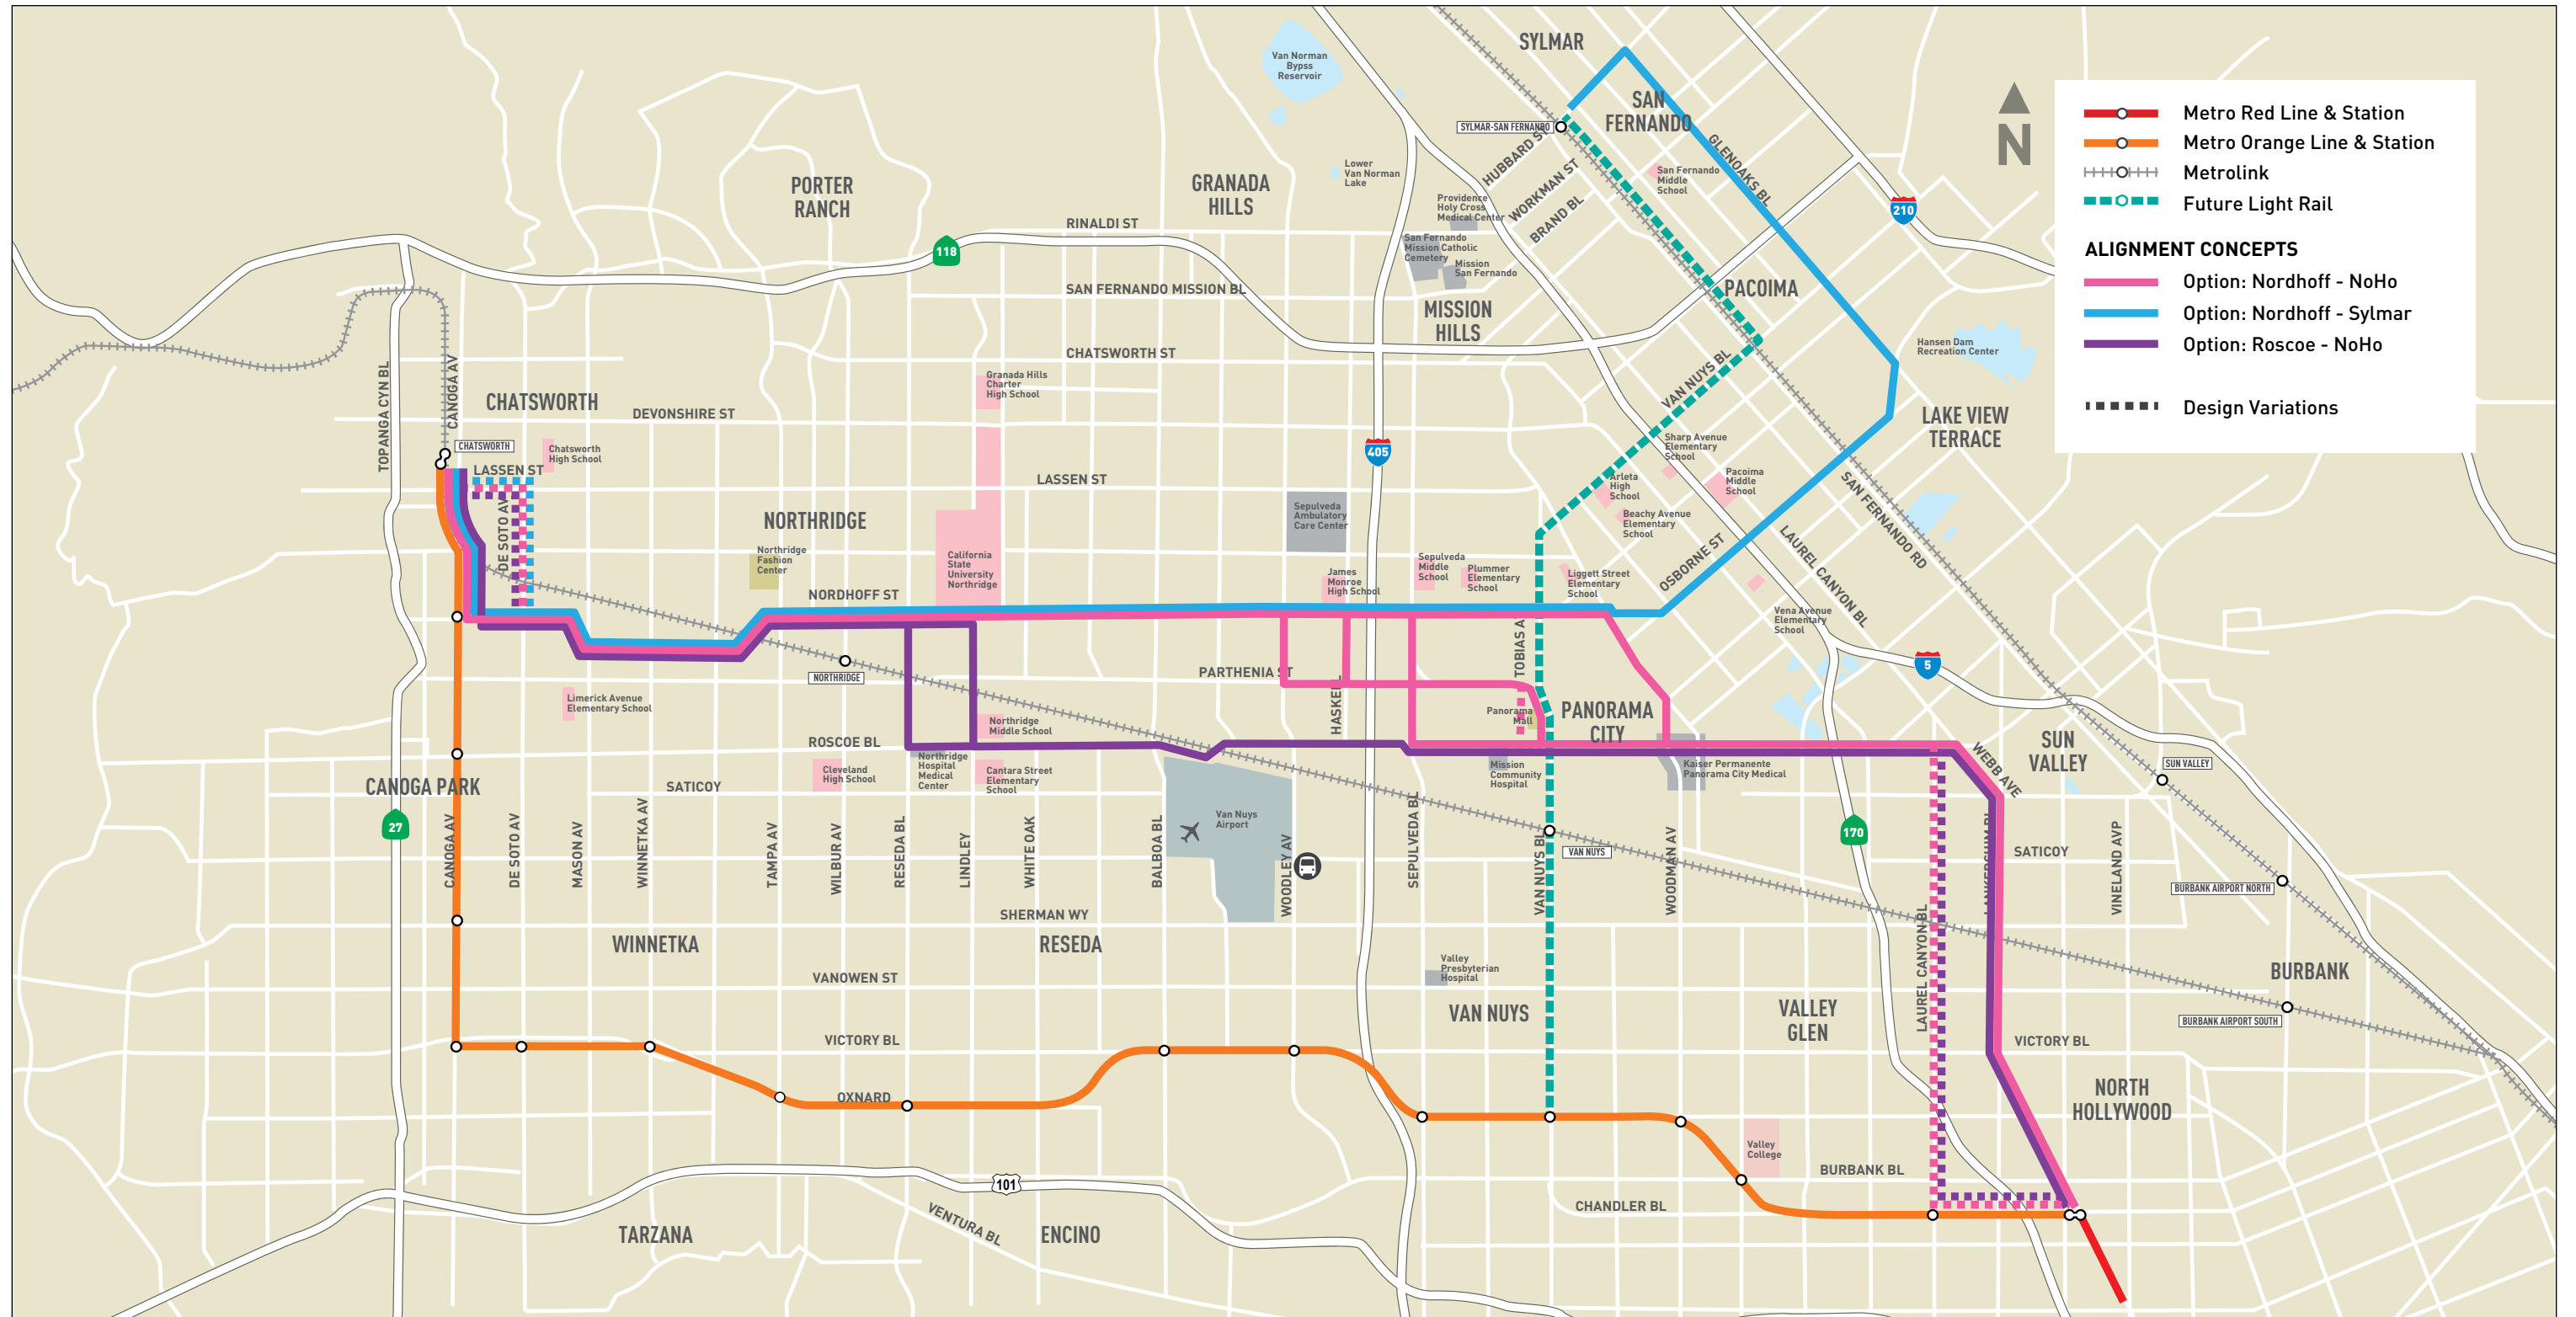 SYLMAR
Van Norman
Bypss
Reservoir
SAN
FERNANDO
SYLMAR-SAN FERNANDO
HUBBARD ST
WORKMAN ST
BRAND BL
GLENOAKS BL
San Fernando
Middle
School
Lower
Van Norman
Lake
Providence
Holy Cross
Medical Center
San Fernando
Mission Catholic
Cemetery
Mission
San Fernando
PORTER
RANCH
GRANADA
HILLS
RINALDI ST
118
210
SAN FERNANDO MISSION BL
MISSION
HILLS
PACOIMA
N
Metro Red Line & Station
Metro Orange Line & Station
Metrolink
Future Light Rail
ALIGNMENT CONCEPTS
Option: Nordhoff - NoHo
Option: Nordhoff - Sylmar
Option: Roscoe - NoHo
Design Variations
Hansen Dam
Recreation Center
LAKE VIEW
TERRACE
CHATSWORTH ST
VAN NUYS BL
TOPANGA CYN BL
CANOGA AV
CHATSWORTH
Granada Hills
Charter
High School
DEVONSHIRE ST
CHATSWORTH
Chatsworth
High School
LASSEN ST
LASSEN ST
405
Sharp Avenue
Elementary
School
Arleta
High
School
Pacoima
Middle
School
Beachy Avenue
Elementary
School
SAN FERNANDO RD
LAUREL CANYON BL
OSBORNE ST
DE SOTO AV
NORTHRIDGE
Northridge
Fashion
Center
California
State
University
Northridge
Sepulveda
Ambulatory
Care Center
James
Monroe
High School
Sepulveda
Middle
School
Plummer
Elementary
School
Liggett Street
Elementary
School
Vena Avenue
Elementary
School
NORDHOFF ST
5
NORTHRIDGE
PARTHENIA ST
Limerick Avenue
Elementary School
Northridge
Middle School
Panorama
Mall
PANORAMA
CITY
SUN
VALLEY
SUN VALLEY
WEBB AVE
ROSCOE BL
Cleveland
High School
Northridge
Hospital
Medical
Center
Cantara Street
Elementary
School
Mission
Community
Hospital
Kaiser Permanente
Panorama City Medical
CANOGA PARK
SATICOY
Van Nuys
Airport
27
170
CANOGA AV
DE SOTO AV
MASON AV
WINNETKA AV
TAMPA AV
WILBUR AV
RESEDA BL
LINDLEY
WHITE OAK
BALBOA BL
WOODLEY AV
SEPULVEDA BL
VAN NUYS BL
VAN NUYS
WOODMAN AV
LAUREL CANYON BL
SATICOY
VINELAND AVP
BURBANK AIRPORT NORTH
SHERMAN WY
WINNETKA
RESEDA
VANOWEN ST
Valley
Presbyterian
Hospital
BURBANK
BURBANK AIRPORT SOUTH
VAN NUYS
VALLEY
GLEN
VICTORY BL
VICTORY BL
OXNARD
NORTH
HOLLYWOOD
Valley
College
BURBANK BL
CHANDLER BL
101
VENTURA BL
TARZANA
ENCINO